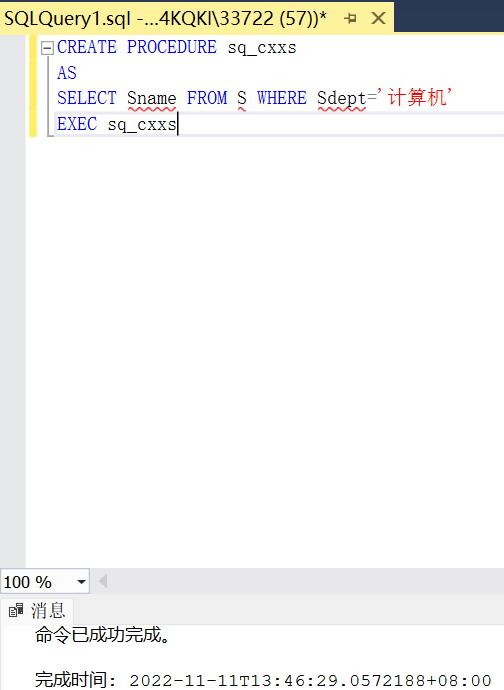 SQLQuery1.sql -...4KQKI\33722 (57))*
CREATE PROCEDURE sq_cxxs
AS
SELECT Sname FROM S WHERE Sdept='计算机'
EXEC sq_cxxs
100 %
消息
命令已成功完成。
完成时间: 2022-11-11T13:46:29.0572188+08:00